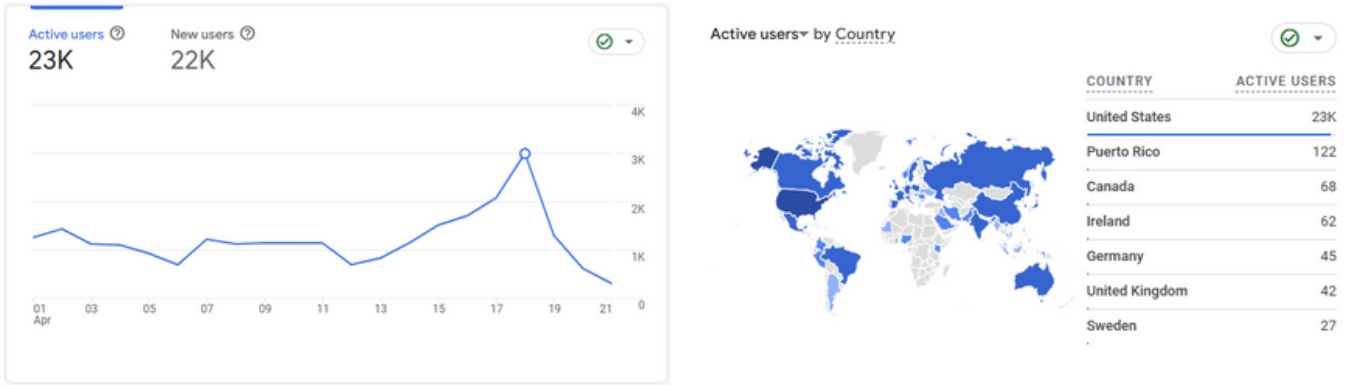 Active users New users
23K 22K
4K
3K
2K
1K
0
01 03 05 07 09 11 13 15 17 19 21
Apr
Active users by Country
COUNTRY ACTIVE USERS
United States 23K
Puerto Rico 122
Canada 68
Ireland 62
Germany 45
United Kingdom 42
Sweden 27